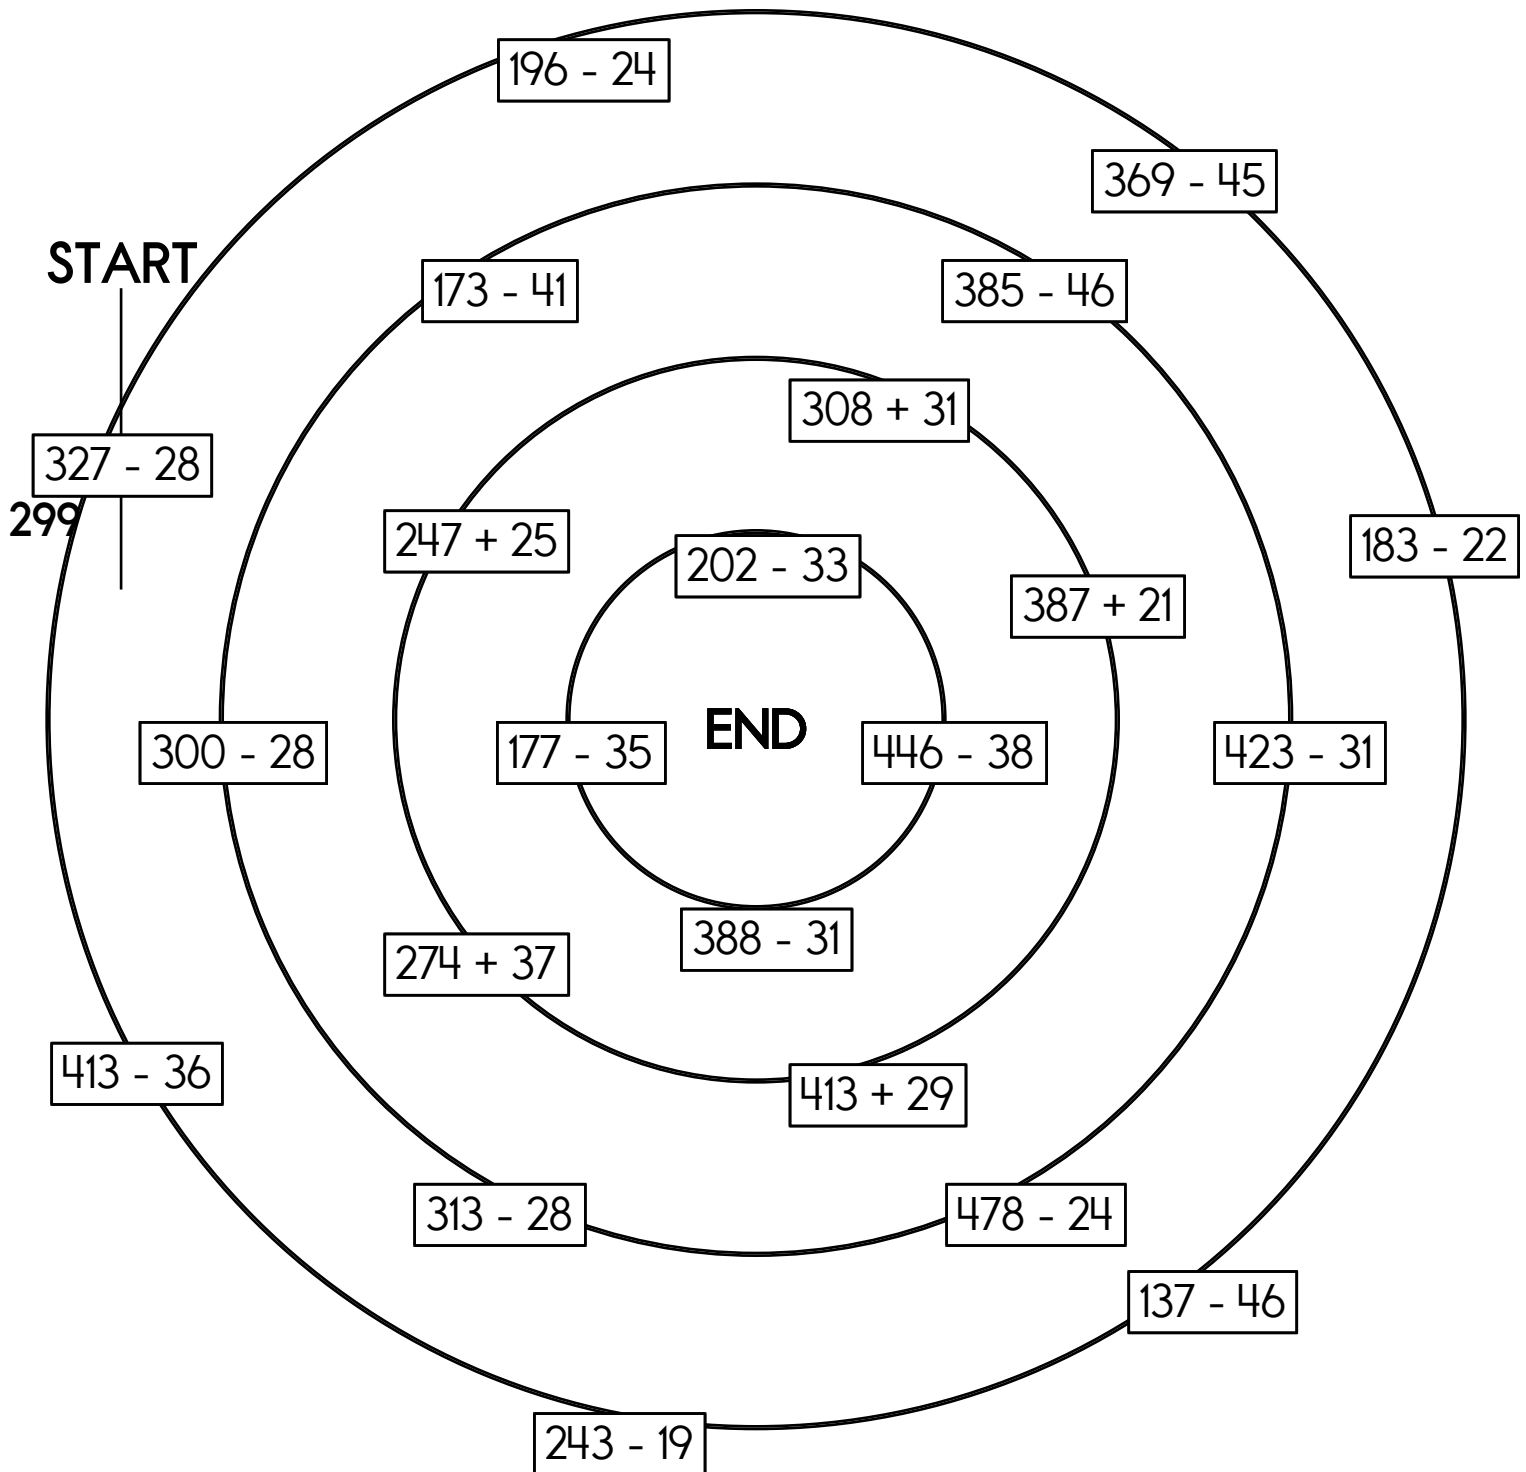 196 - 24
369 - 45
START
173 - 41
385 - 46
308 + 31
327 - 28
299
247 + 25
202 - 33
183 - 22
387 + 21
300 - 28
177 - 35
END
446 - 38
423 - 31
388 - 31
274 + 37
413 - 36
413 + 29
313 - 28
478 - 24
137 - 46
243 - 19